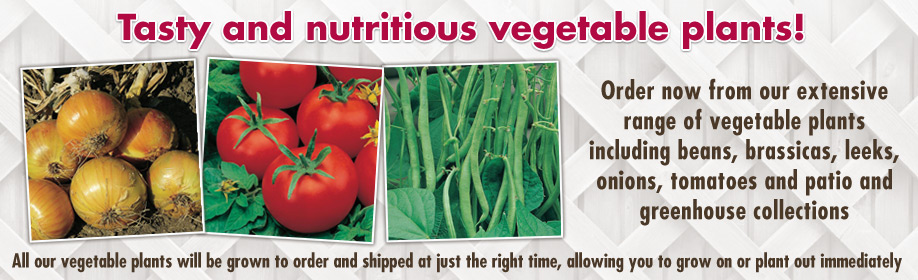 Tasty and nutritious vegetable plants!
Order now from our extensive
range of vegetable plants
including beans, brassicas, leeks,
onions, tomatoes and patio and
greenhouse collections
All our vegetable plants will be grown to order and shipped at just the right time, allowing you to grow on or plant out immediately